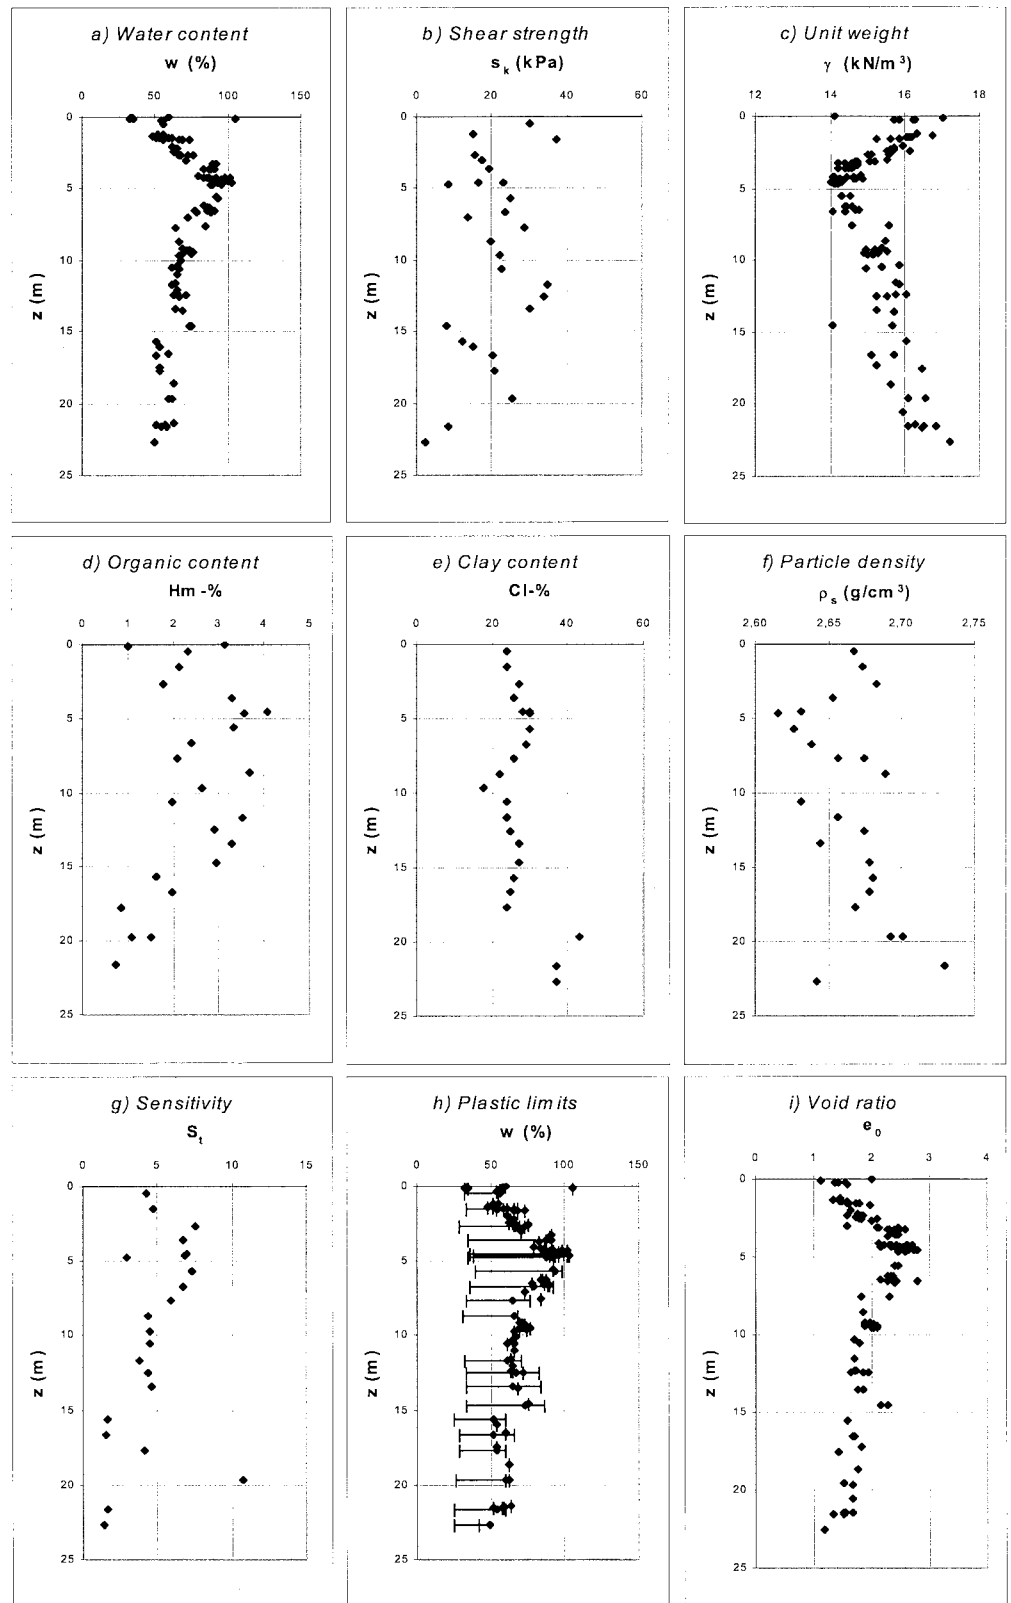 a) Water content
w (%)
0 50 100 150
0
5
10
15
20
25
z (m)
b) Shear strength
s k (kPa)
0 20 40 60
0
5
10
15
20
25
z (m)
c) Unit weight
γ (kN/m³)
12 14 16 18
0
5
10
15
20
25
z (m)
d) Organic content
Hm -%
0 1 2 3 4 5
0
5
10
15
20
25
z (m)
e) Clay content
Cl-%
0 20 40 60
0
5
10
15
20
25
z (m)
f) Particle density
ρ s (g/cm³)
2,60 2,65 2,70 2,75
0
5
10
15
20
25
z (m)
g) Sensitivity
S t
0 5 10 15
0
5
10
15
20
25
z (m)
h) Plastic limits
w (%)
0 50 100 150
0
5
10
15
20
25
z (m)
i) Void ratio
e 0
0 1 2 3 4
0
5
10
15
20
25
z (m)